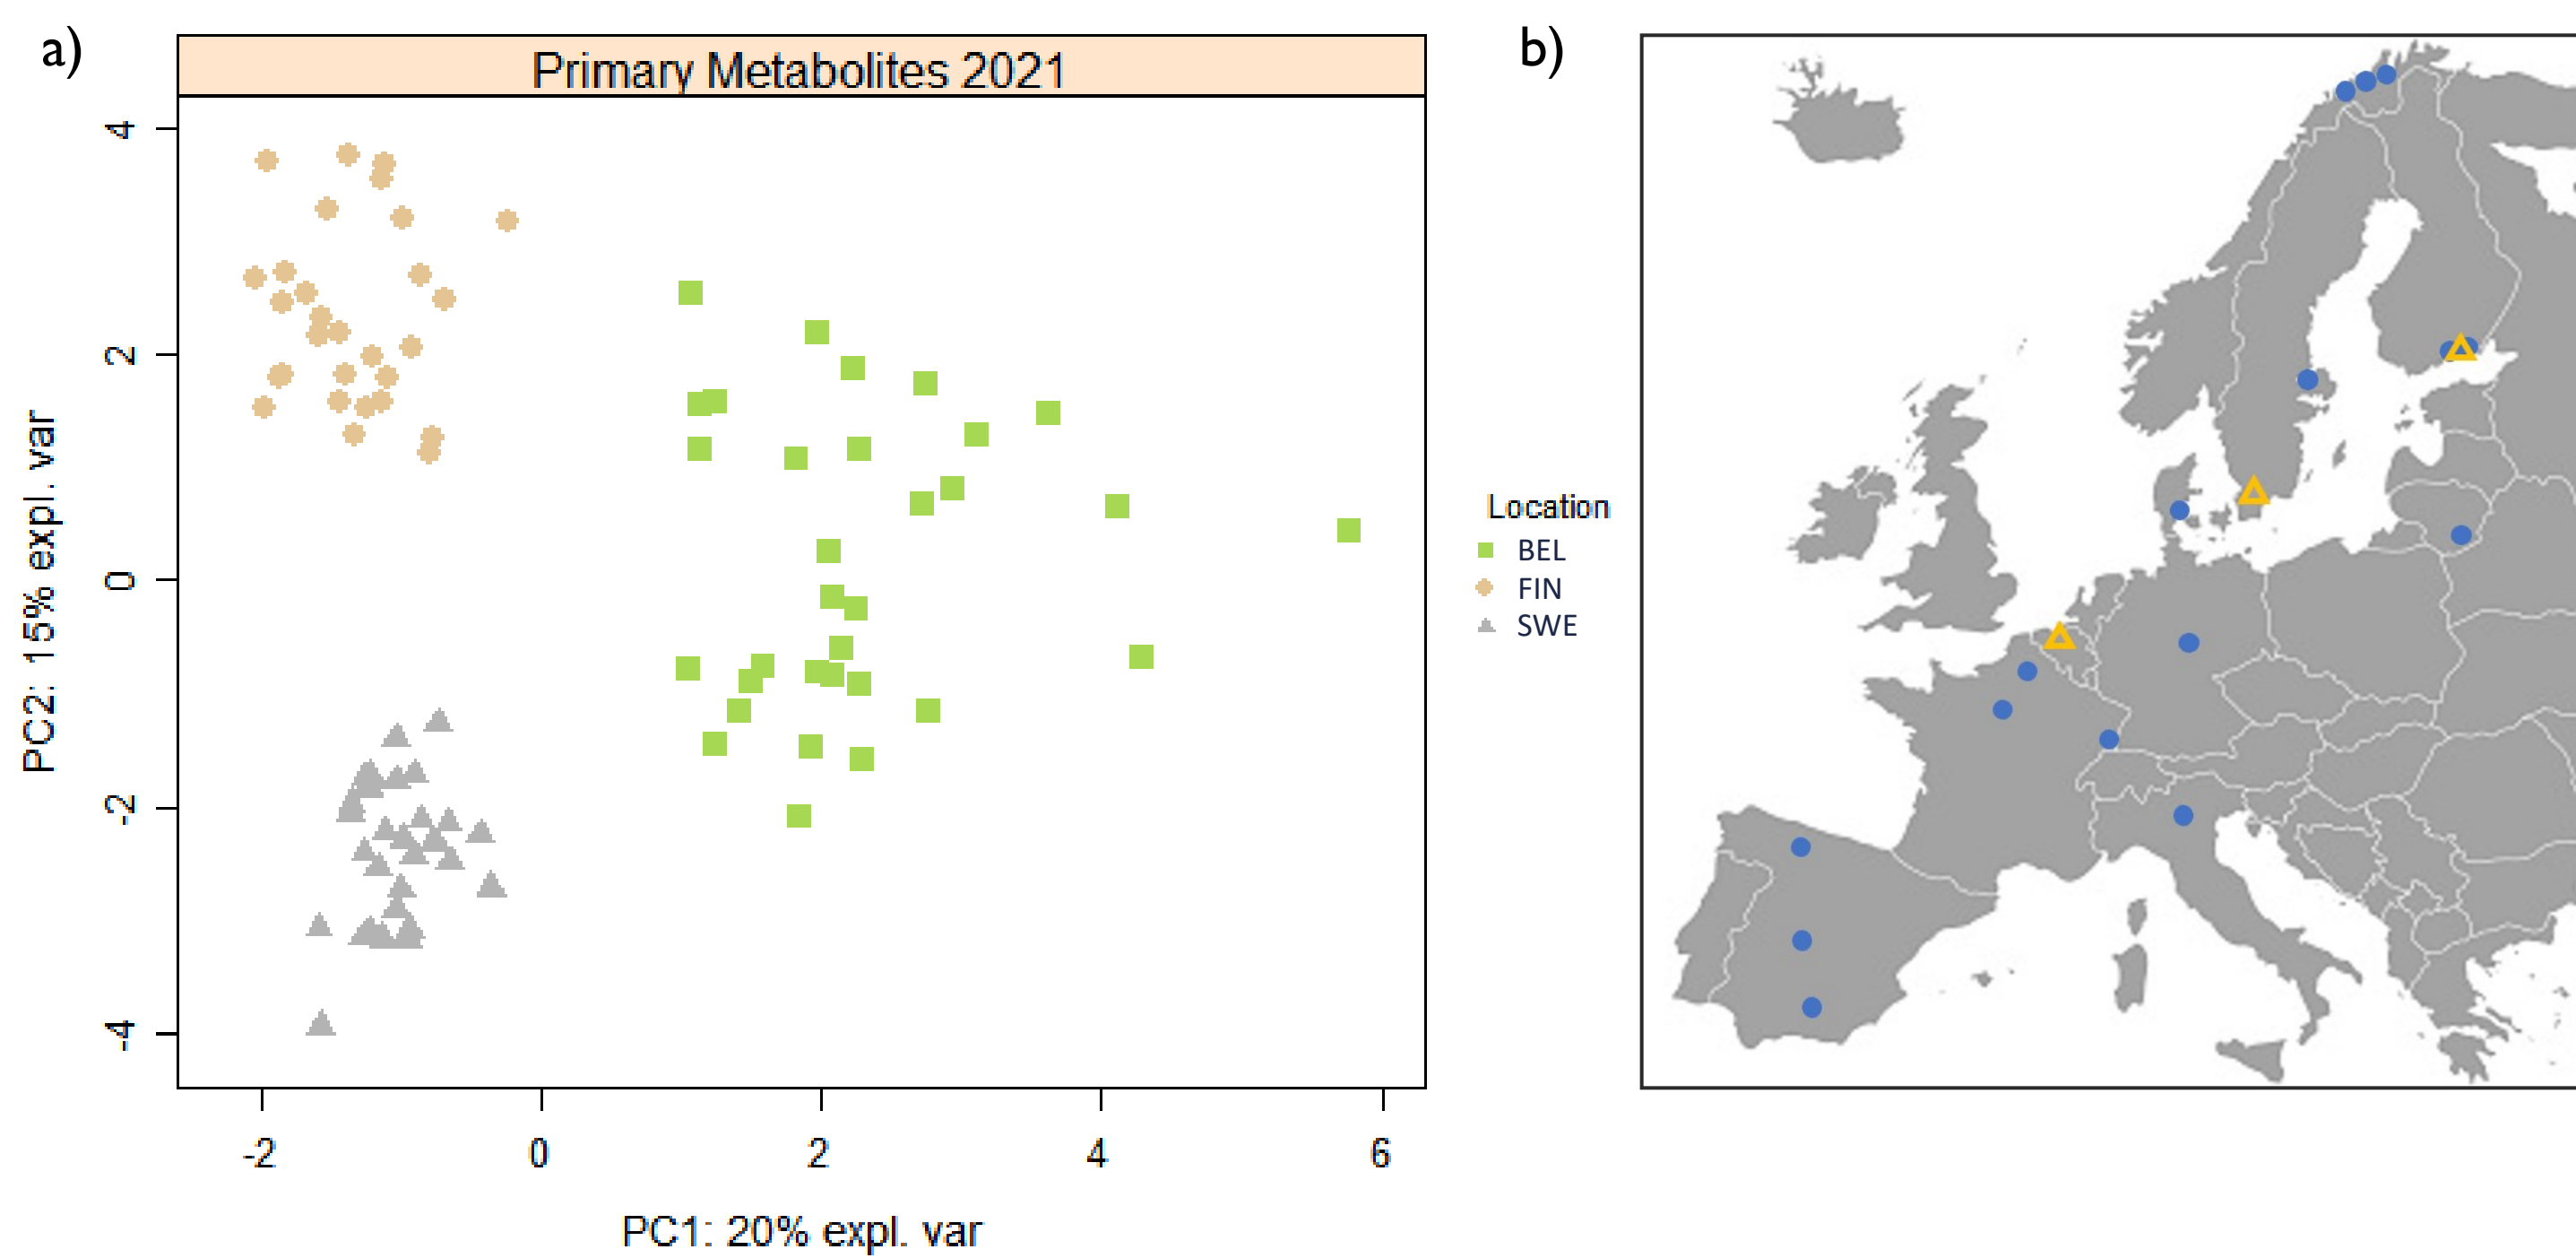 a)
Primary Metabolites 2021
4
2
0
-2
-4
PC2: 15% expl. var
-2 0 2 4 6
PC1: 20% expl. var
Location
BEL
FIN
SWE
b)